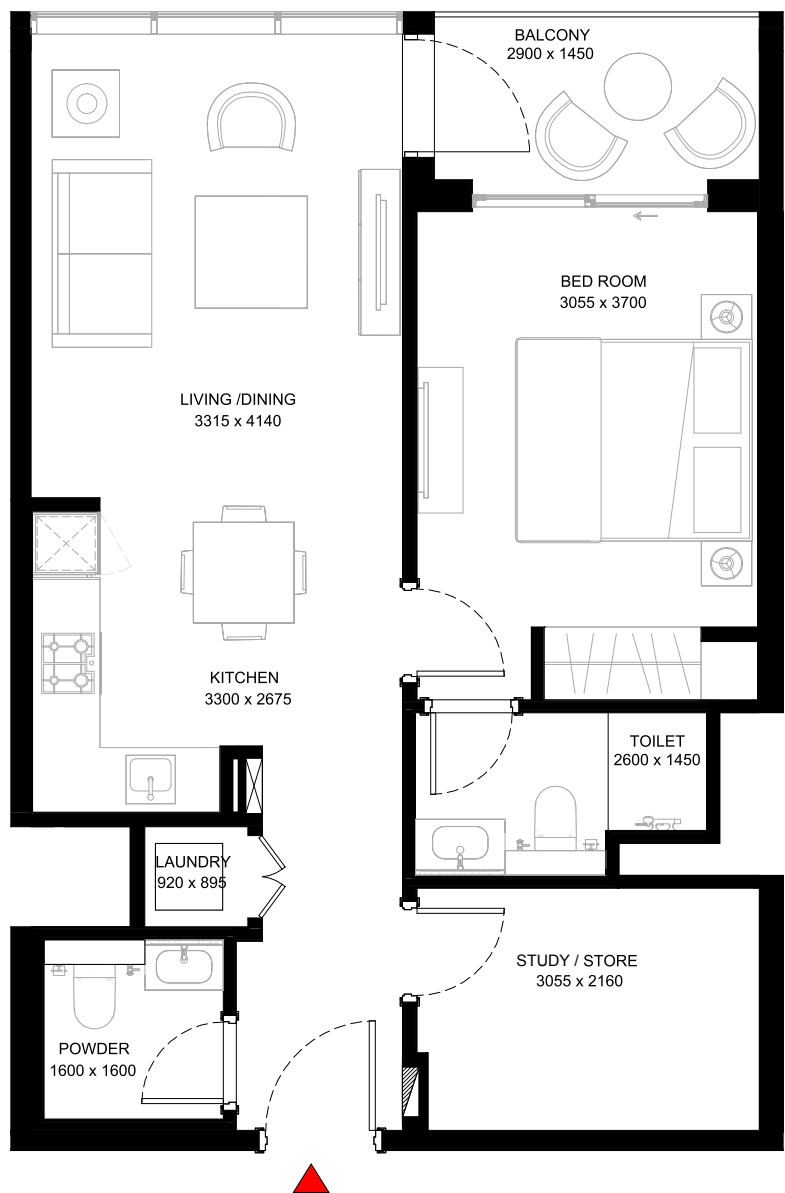 BALCONY
2900 x 1450
BED ROOM
3055 x 3700
LIVING /DINING
3315 x 4140
KITCHEN
3300 x 2675
TOILET
2600 x 1450
LAUNDRY
920 x 895
STUDY / STORE
3055 x 2160
POWDER
1600 x 1600